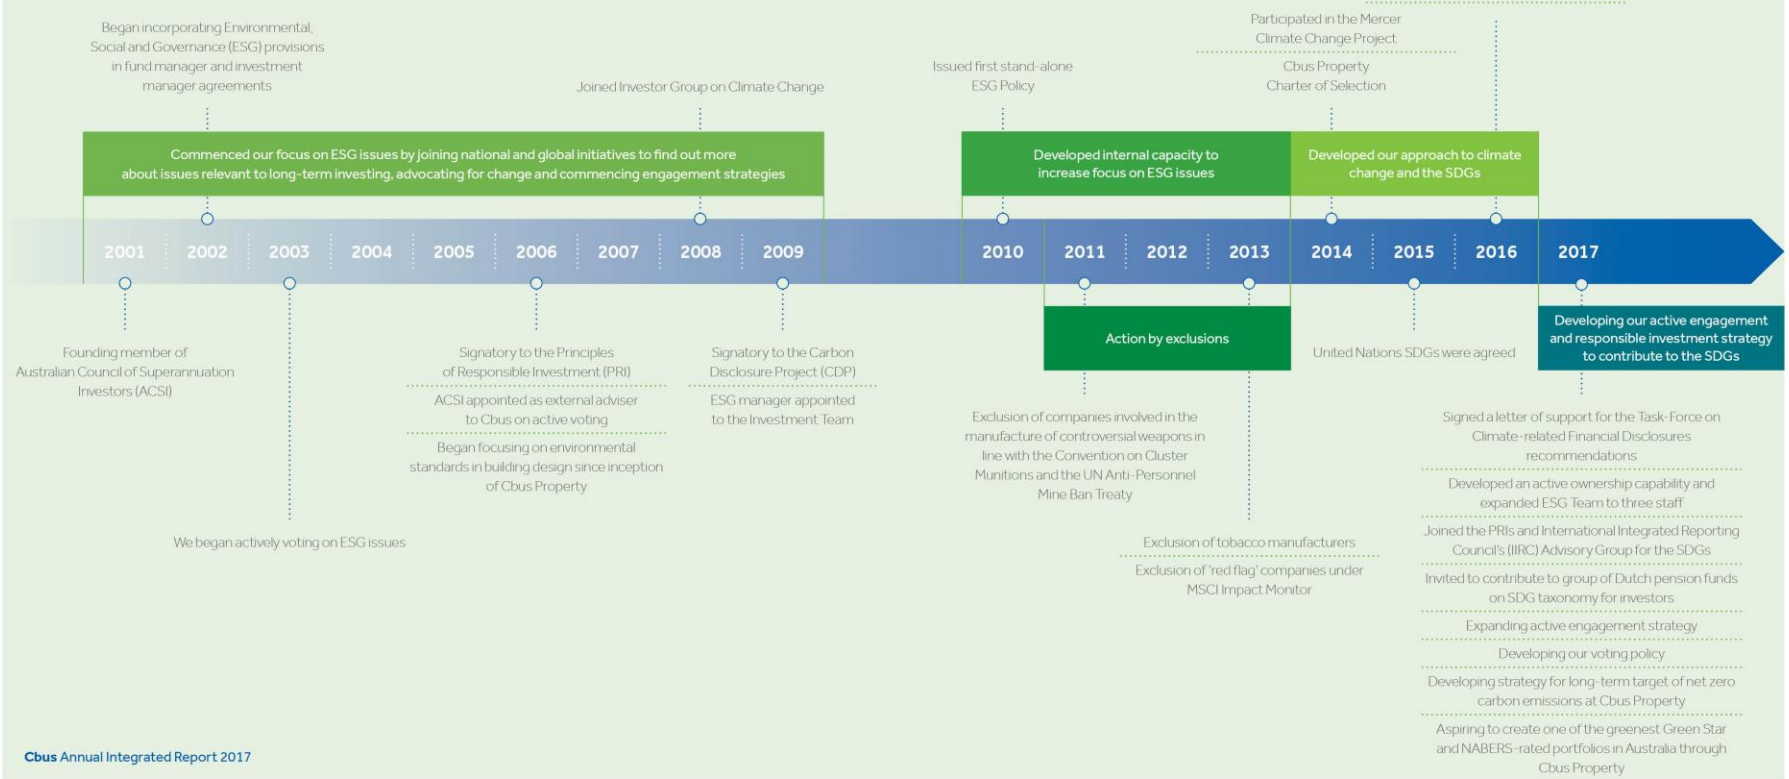 Began incorporating Environmental,
Social and Governance (ESG) provisions
in fund manager and investment
manager agreements
Joined Investor Group on Climate Change
Issued first stand-alone
ESG Policy
Participated in the Mercer
Climate Change Project
Cbus Property
Charter of Selection
Commenced our focus on ESG issues by joining national and global initiatives to find out more
about issues relevant to long-term investing, advocating for change and commencing engagement strategies
Developed internal capacity to
increase focus on ESG issues
Developed our approach to climate
change and the SDGs
2001 2002 2003 2004 2005 2006 2007 2008 2009 2010 2011 2012 2013 2014 2015 2016 2017
Founding member of
Australian Council of Superannuation
Investors (ACSI)
We began actively voting on ESG issues
Signatory to the Principles
of Responsible Investment (PRI)
ACSI appointed as external adviser
to Cbus on active voting
Began focusing on environmental
standards in building design since inception
of Cbus Property
Signatory to the Carbon
Disclosure Project (CDP)
ESG manager appointed
to the Investment Team
Action by exclusions
Exclusion of companies involved in the
manufacture of controversial weapons in
line with the Convention on Cluster
Munitions and the UN Anti-Personnel
Mine Ban Treaty
Exclusion of tobacco manufacturers
Exclusion of 'red flag' companies under
MSCI Impact Monitor
United Nations SDGs were agreed
Developing our active engagement
and responsible investment strategy
to contribute to the SDGs
Signed a letter of support for the Task-Force on
Climate-related Financial Disclosures
recommendations
Developed an active ownership capability and
expanded ESG Team to three staff
Joined the PRIs and International Integrated Reporting
Council's (IIRC) Advisory Group for the SDGs
Invited to contribute to group of Dutch pension funds
on SDG taxonomy for investors
Expanding active engagement strategy
Developing our voting policy
Developing strategy for long-term target of net zero
carbon emissions at Cbus Property
Aspiring to create one of the greenest Green Star
and NABERS-rated portfolios in Australia through
Cbus Property
Cbus Annual Integrated Report 2017